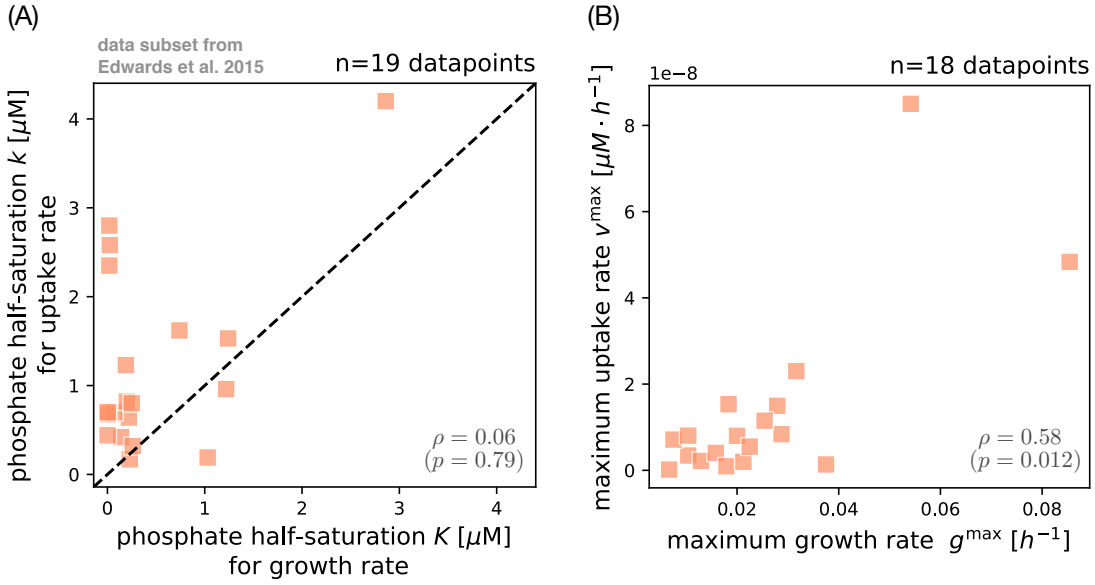 (A)
data subset from
Edwards et al. 2015
n=19 datapoints
phosphate half-saturation k [μM]
for uptake rate
4
3
2
1
0
ρ = 0.06
(p = 0.79)
0 1 2 3 4
phosphate half-saturation K [μM]
for growth rate
(B)
1e−8
n=18 datapoints
maximum uptake rate v^max [μM · h^−1]
8
6
4
2
0
ρ = 0.58
(p = 0.012)
0.02 0.04 0.06 0.08
maximum growth rate g^max [h^−1]